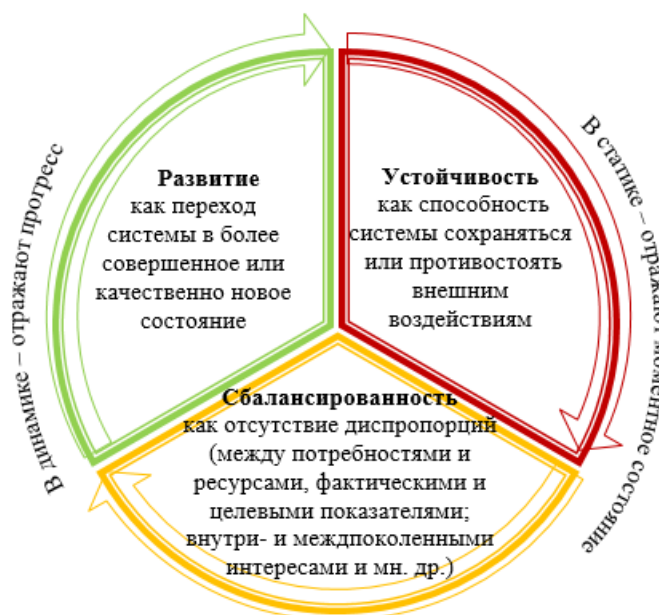 Развитие
как переход
системы в более
совершенное или
качественно новое
состояние
Устойчивость
как способность
системы сохраняться
или противостоять
внешним
воздействиям
Сбалансированность
как отсутствие диспропорций
(между потребностями и
ресурсами, фактическими и
целевыми показателями;
внутри- и междпоколенными
интересами и мн. др.)
В динамике – отражают прогресс
В статике – отражают моментное состояние